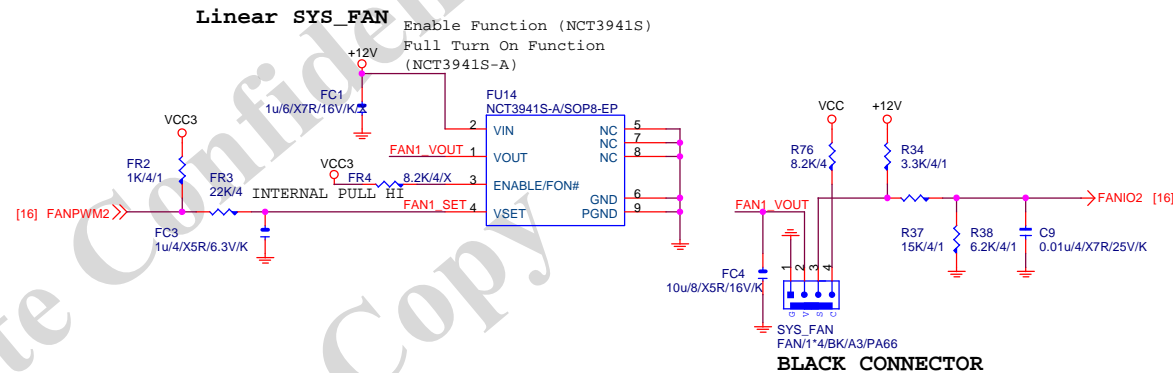 Linear SYS_FAN
Enable Function (NCT3941S)
Full Turn On Function
(NCT3941S-A)
+12V
FC1
1u/6/X7R/16V/K
FU14
NCT3941S-A/SOP8-EP
VCC3
FR2
1K/4/1
FR3
22K/4
[16] FANPWM2
FC3
1u/4/X5R/6.3V/K
VCC3
FR4
8.2K/4/X
INTERNAL PULL HI
FAN1_VOUT
FAN1_SET
2 VIN
1 VOUT
3 ENABLE/FON#
4 VSET
NC 5
NC 7
NC 8
GND 6
PGND 9
VCC
+12V
R76
8.2K/4
R34
3.3K/4/1
FAN1_VOUT
FANIO2 [16]
R37
15K/4/1
R38
6.2K/4/1
C9
0.01u/4/X7R/25V/K
FC4
10u/8/X5R/16V/K
1 2 3 4
G V S C
SYS_FAN
FAN/1*4/BK/A3/PA66
BLACK CONNECTOR
te Confiden
Copy